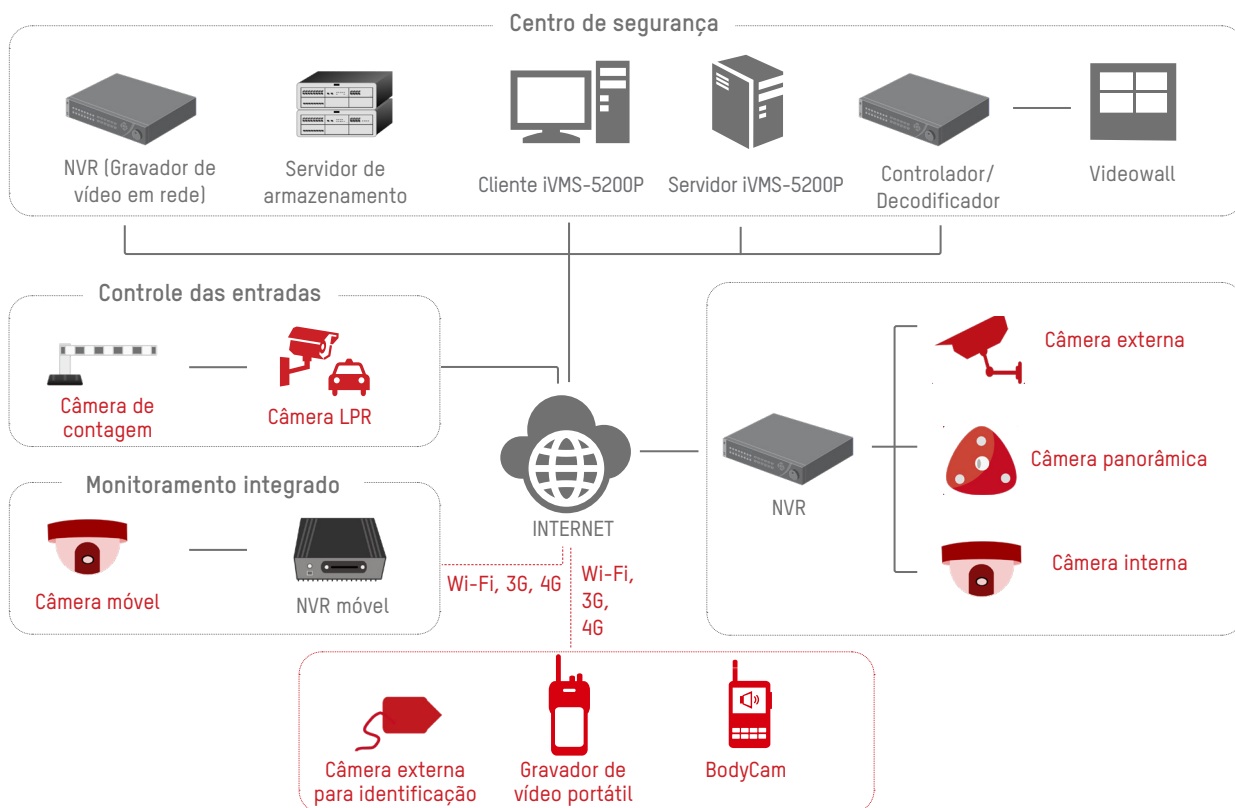 Centro de segurança
NVR (Gravador de
vídeo em rede)
Servidor de
armazenamento
Cliente iVMS-5200P
Servidor iVMS-5200P
Controlador/
Decodificador
Videowall
Controle das entradas
Câmera de
contagem
Câmera LPR
Câmera externa
Câmera panorâmica
Câmera interna
NVR
INTERNET
Monitoramento integrado
Câmera móvel
NVR móvel
Wi-Fi, 3G, 4G
Wi-Fi,
3G,
4G
Câmera externa
para identificação
Gravador de
vídeo portátil
BodyCam